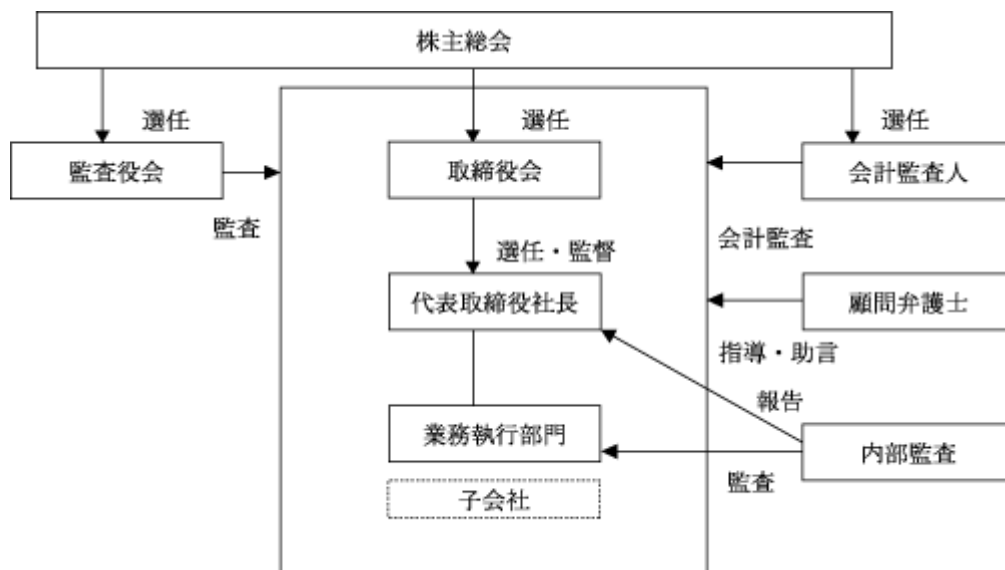 株主総会
選任
選任
選任
監査役会
取締役会
会計監査人
監査
会計監査
選任・監督
代表取締役社長
顧問弁護士
指導・助言
報告
業務執行部門
内部監査
監査
子会社